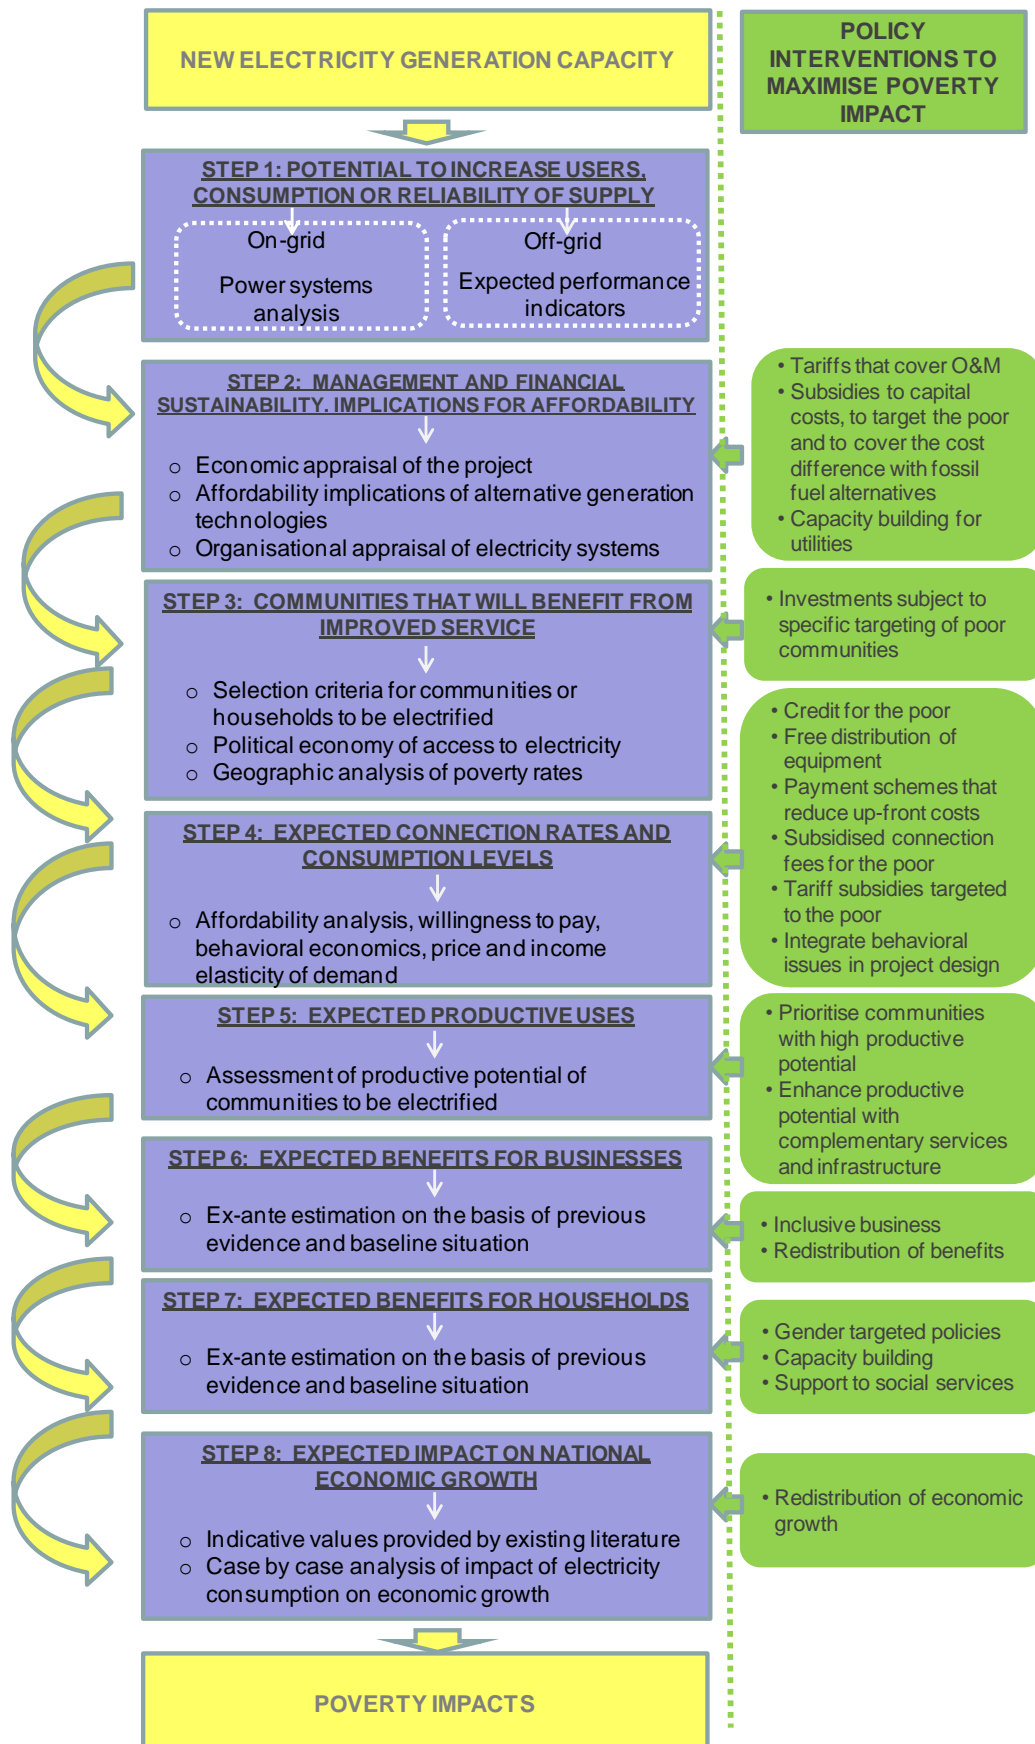 NEW ELECTRICITY GENERATION CAPACITY
POLICY
INTERVENTIONS TO
MAXIMISE POVERTY
IMPACT
STEP 1: POTENTIAL TO INCREASE USERS,
CONSUMPTION OR RELIABILITY OF SUPPLY
On-grid
Power systems
analysis
Off-grid
Expected performance
indicators
STEP 2: MANAGEMENT AND FINANCIAL
SUSTAINABILITY. IMPLICATIONS FOR AFFORDABILITY
o Economic appraisal of the project
o Affordability implications of alternative generation
technologies
o Organisational appraisal of electricity systems
• Tariffs that cover O&M
• Subsidies to capital
costs, to target the poor
and to cover the cost
difference with fossil
fuel alternatives
• Capacity building for
utilities
STEP 3: COMMUNITIES THAT WILL BENEFIT FROM
IMPROVED SERVICE
o Selection criteria for communities or
households to be electrified
o Political economy of access to electricity
o Geographic analysis of poverty rates
• Investments subject to
specific targeting of poor
communities
STEP 4: EXPECTED CONNECTION RATES AND
CONSUMPTION LEVELS
o Affordability analysis, willingness to pay,
behavioral economics, price and income
elasticity of demand
• Credit for the poor
• Free distribution of
equipment
• Payment schemes that
reduce up-front costs
• Subsidised connection
fees for the poor
• Tariff subsidies targeted
to the poor
• Integrate behavioral
issues in project design
STEP 5: EXPECTED PRODUCTIVE USES
o Assessment of productive potential of
communities to be electrified
• Prioritise communities
with high productive
potential
• Enhance productive
potential with
complementary services
and infrastructure
STEP 6: EXPECTED BENEFITS FOR BUSINESSES
o Ex-ante estimation on the basis of previous
evidence and baseline situation
• Inclusive business
• Redistribution of benefits
STEP 7: EXPECTED BENEFITS FOR HOUSEHOLDS
o Ex-ante estimation on the basis of previous
evidence and baseline situation
• Gender targeted policies
• Capacity building
• Support to social services
STEP 8: EXPECTED IMPACT ON NATIONAL
ECONOMIC GROWTH
o Indicative values provided by existing literature
o Case by case analysis of impact of electricity
consumption on economic growth
• Redistribution of economic
growth
POVERTY IMPACTS